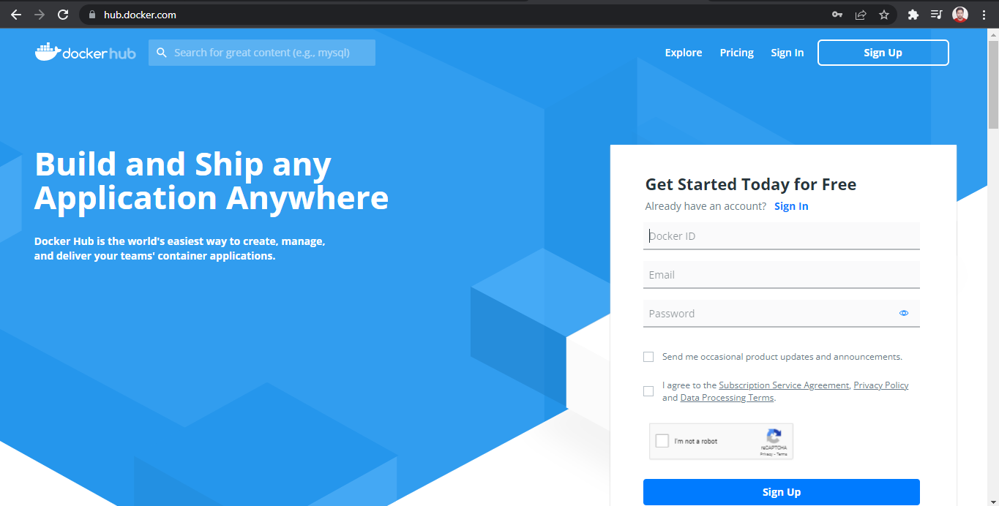 hub.docker.com
docker hub
Search for great content (e.g., mysql)
Explore
Pricing
Sign In
Sign Up
Build and Ship any
Application Anywhere
Docker Hub is the world's easiest way to create, manage,
and deliver your teams' container applications.
Get Started Today for Free
Already have an account? Sign In
Docker ID
Email
Password
Send me occasional product updates and announcements.
I agree to the Subscription Service Agreement, Privacy Policy
and Data Processing Terms.
I'm not a robot
reCAPTCHA
Privacy - Terms
Sign Up